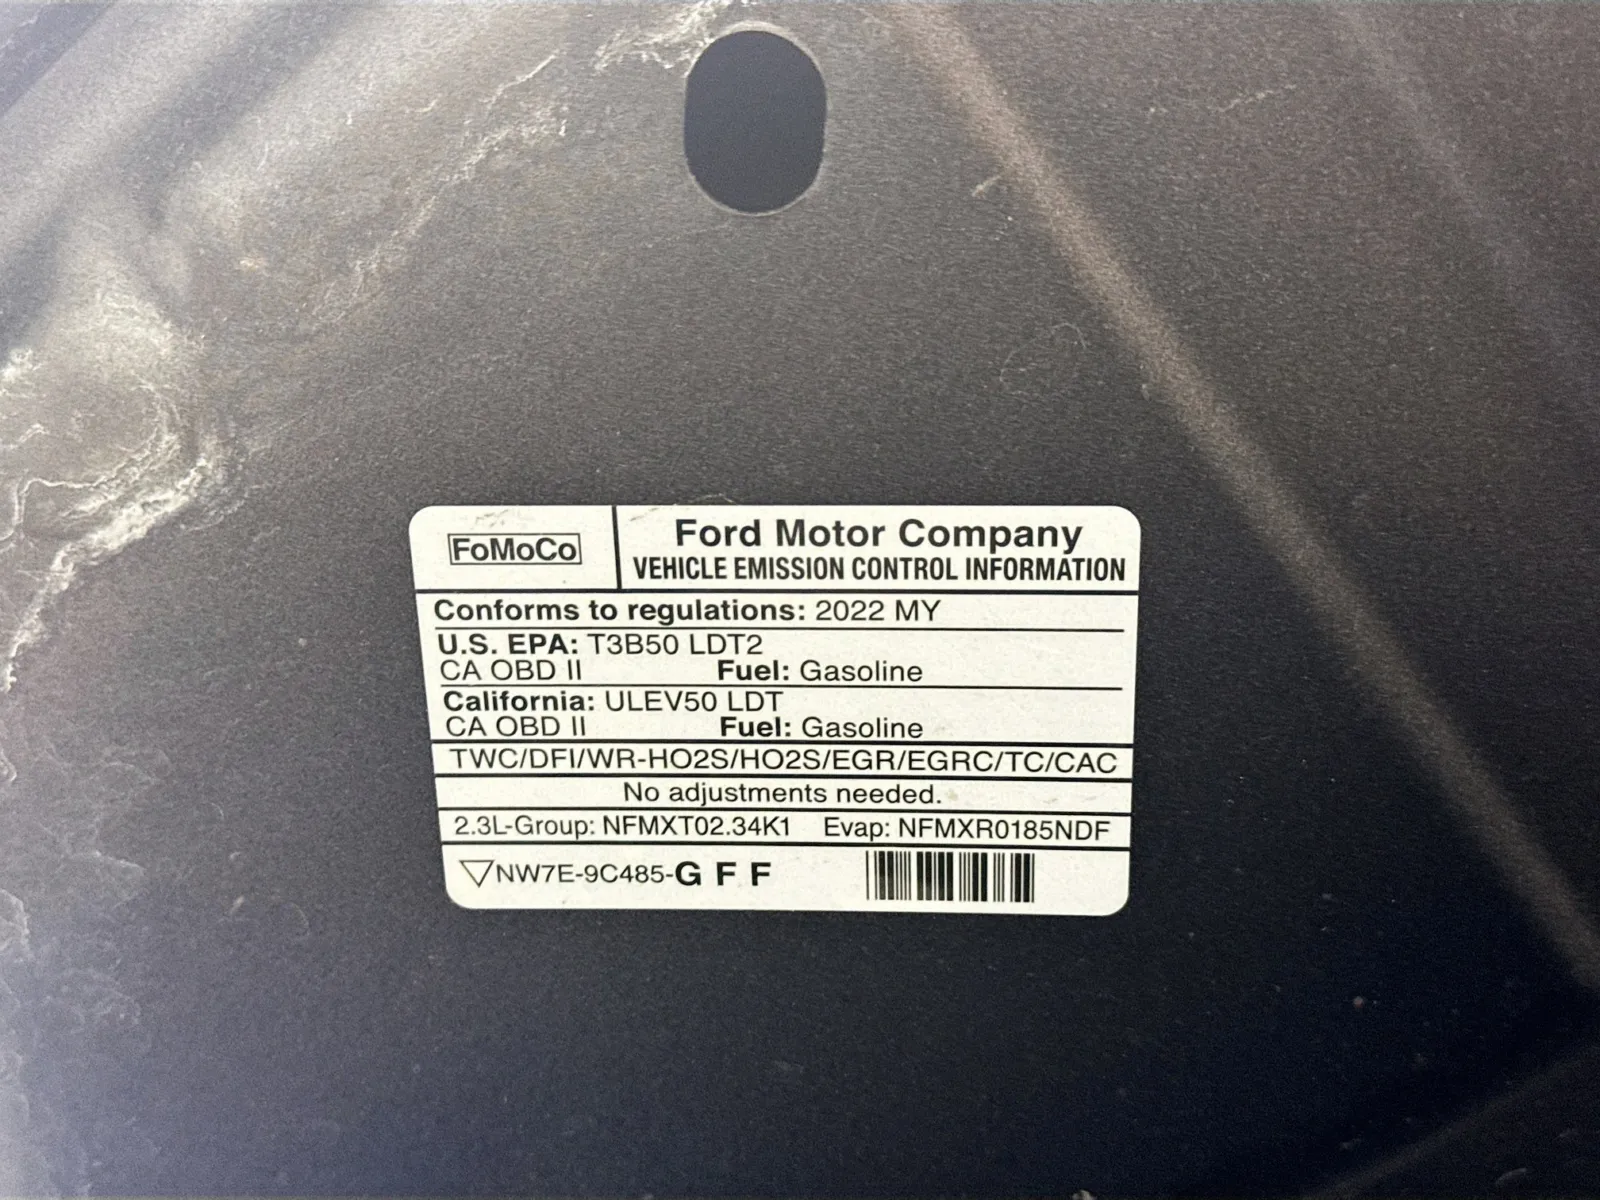 FoMoCo
Ford Motor Company
VEHICLE EMISSION CONTROL INFORMATION
Conforms to regulations: 2022 MY
U.S. EPA: T3B50 LDT2
CA OBD II Fuel: Gasoline
California: ULEV50 LDT
CA OBD II Fuel: Gasoline
TWC/DFI/WR-HO2S/HO2S/EGR/EGRC/TC/CAC
No adjustments needed.
2.3L-Group: NFMXT02.34K1 Evap: NFMXR0185NDF
NW7E-9C485-G F F